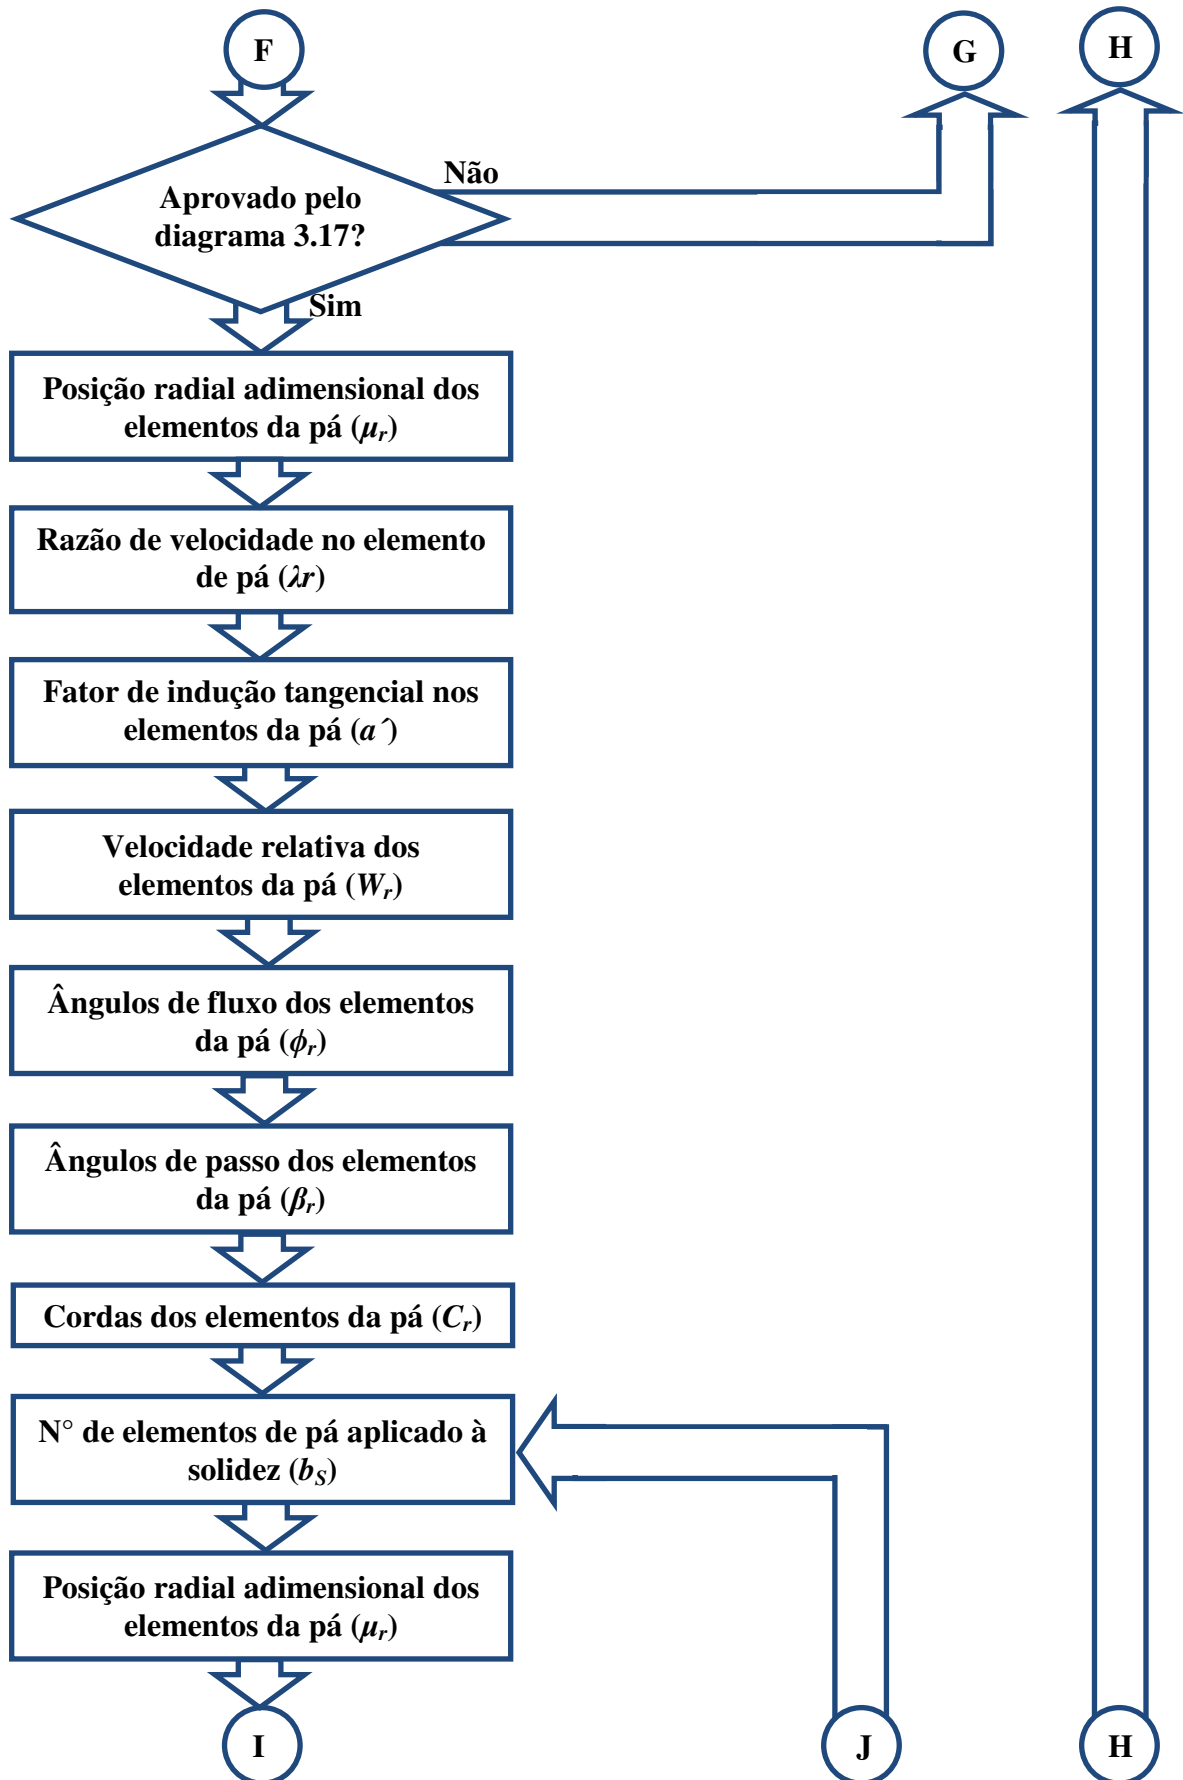 F
G
H
Não
Aprovado pelo
diagrama 3.17?
Sim
Posição radial adimensional dos
elementos da pá (μr)
Razão de velocidade no elemento
de pá (λr)
Fator de indução tangencial nos
elementos da pá (a´)
Velocidade relativa dos
elementos da pá (Wr)
Ângulos de fluxo dos elementos
da pá (ϕr)
Ângulos de passo dos elementos
da pá (βr)
Cordas dos elementos da pá (Cr)
N° de elementos de pá aplicado à
solidez (bS)
Posição radial adimensional dos
elementos da pá (μr)
I
J
H